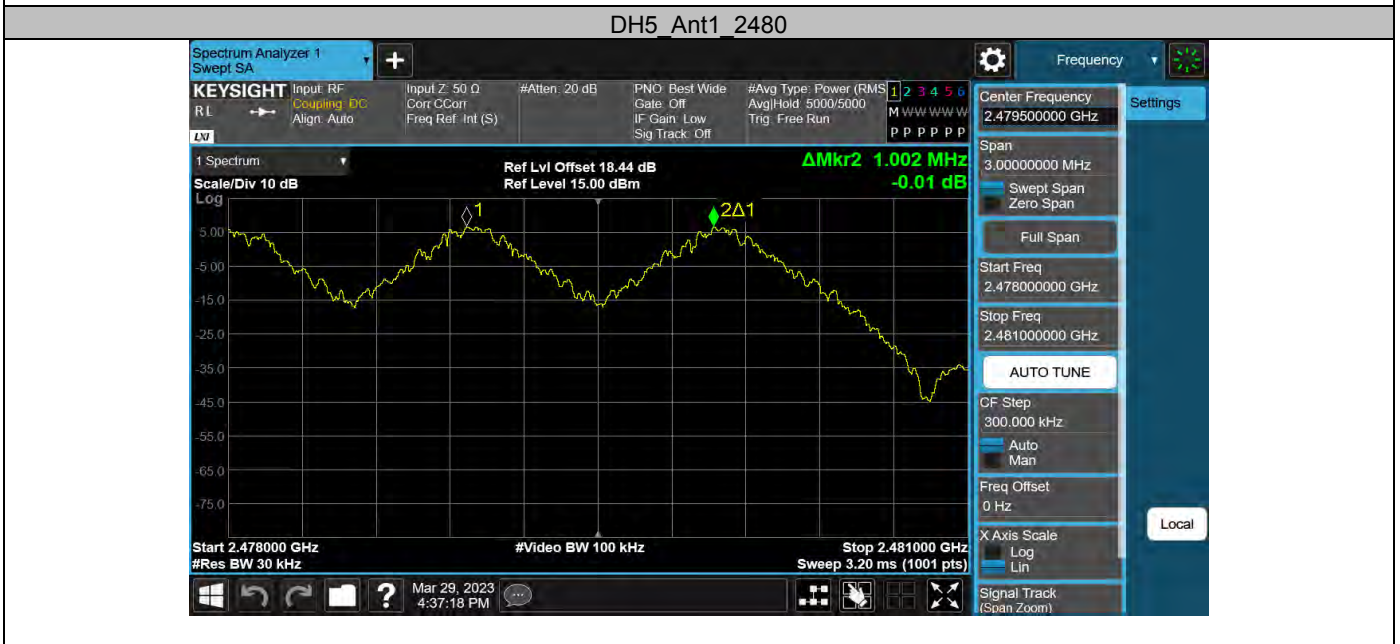 DH5_Ant1_2480
Spectrum Analyzer 1
Swept SA
+
Frequency
KEYSIGHT
RL
LXI
Input: RF
Coupling: DC
Align: Auto
Input Z: 50 Ω
Corr CCorr
Freq Ref: Int (S)
#Atten: 20 dB
PNO: Best Wide
Gate: Off
IF Gain: Low
Sig Track: Off
#Avg Type: Power (RMS
Avg|Hold: 5000/5000
Trig: Free Run
1 2 3 4 5 6
M W W W W W
P P P P P P
Center Frequency
2.479500000 GHz
Settings
Span
3.00000000 MHz
Swept Span
Zero Span
Full Span
Start Freq
2.478000000 GHz
Stop Freq
2.481000000 GHz
AUTO TUNE
CF Step
300.000 kHz
Auto
Man
Freq Offset
0 Hz
X Axis Scale
Log
Lin
Signal Track
(Span Zoom)
Local
1 Spectrum
Scale/Div 10 dB
Log
Ref Lvl Offset 18.44 dB
Ref Level 15.00 dBm
ΔMkr2 1.002 MHz
-0.01 dB
1
2Δ1
5.00
-5.00
-15.0
-25.0
-35.0
-45.0
-55.0
-65.0
-75.0
Start 2.478000 GHz
#Res BW 30 kHz
#Video BW 100 kHz
Stop 2.481000 GHz
Sweep 3.20 ms (1001 pts)
?
Mar 29, 2023
4:37:18 PM